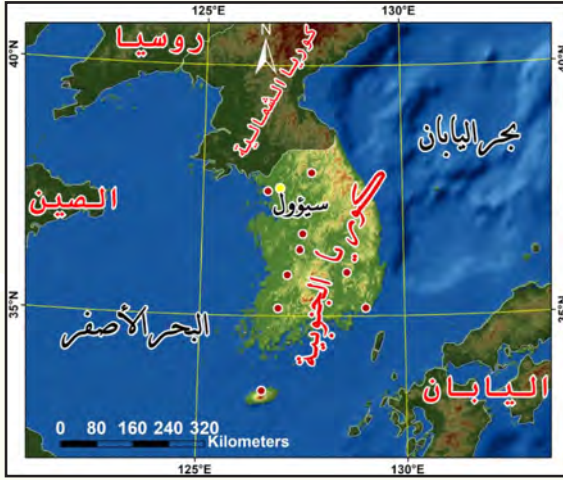 125°E 130°E
40°N 40°N
N
روسيا
كوريا الشمالية
بحر اليابان
الصين
سيؤول
كوريا الجنوبية
35°N 35°N
البحر الأصفر
اليابان
0 80 160 240 320
Kilometers
125°E 130°E